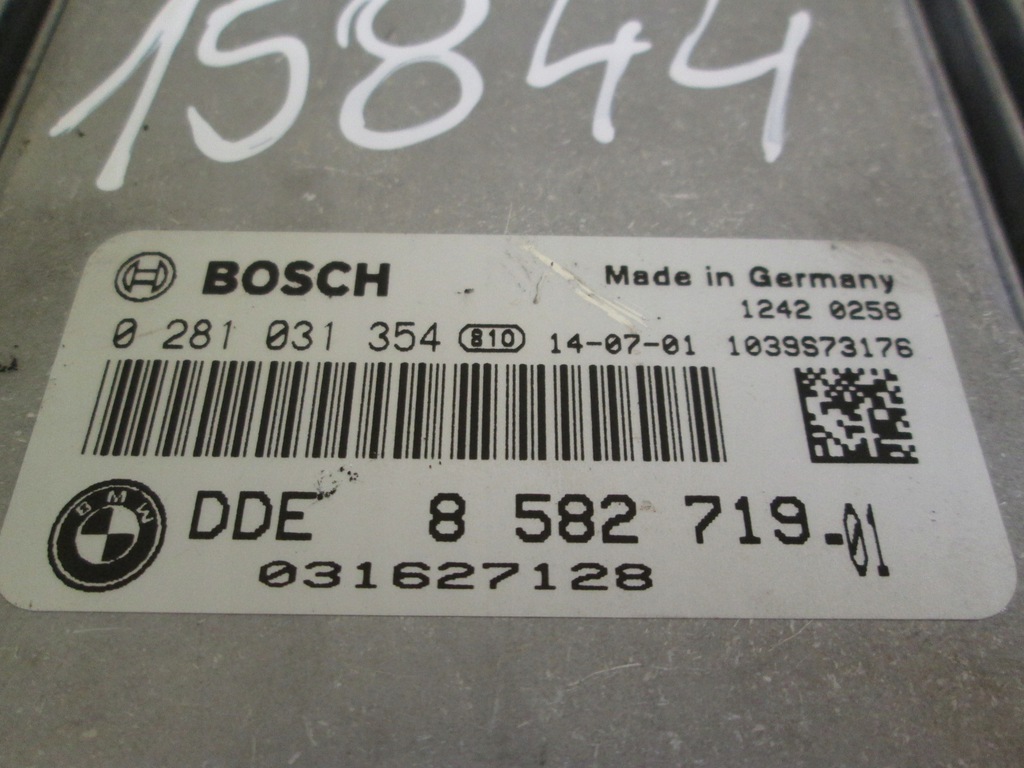 15844
BOSCH Made in Germany
1242 0258
0 281 031 354 810 14-07-01 1039S73176
BMW DDE 8 582 719-01
031627128